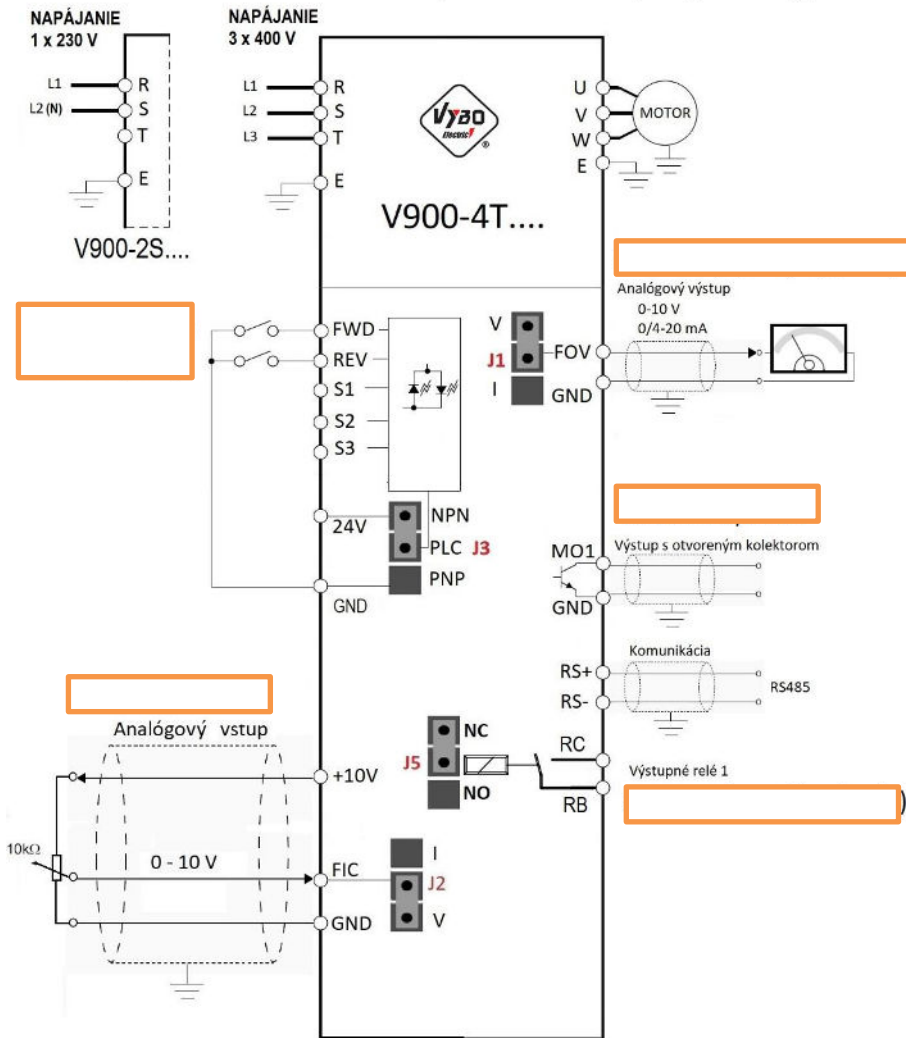 NAPÁJANIE
1 x 230 V
L1
R
L2 (N)
S
T
E
V900-2S....
NAPÁJANIE
3 x 400 V
L1
R
L2
S
L3
T
E
VYBO
Electric
®
V900-4T....
U
V
W
E
MOTOR
FWD
REV
S1
S2
S3
24V
NPN
PLC
J3
PNP
GND
V
J1
I
FOV
GND
Analógový výstup
0-10 V
0/4-20 mA
MO1
GND
Výstup s otvoreným kolektorom
Komunikácia
RS+
RS-
RS485
NC
J5
NO
RC
RB
Výstupné relé 1
)
Analógový vstup
+10V
10kΩ
0 - 10 V
FIC
GND
I
J2
V